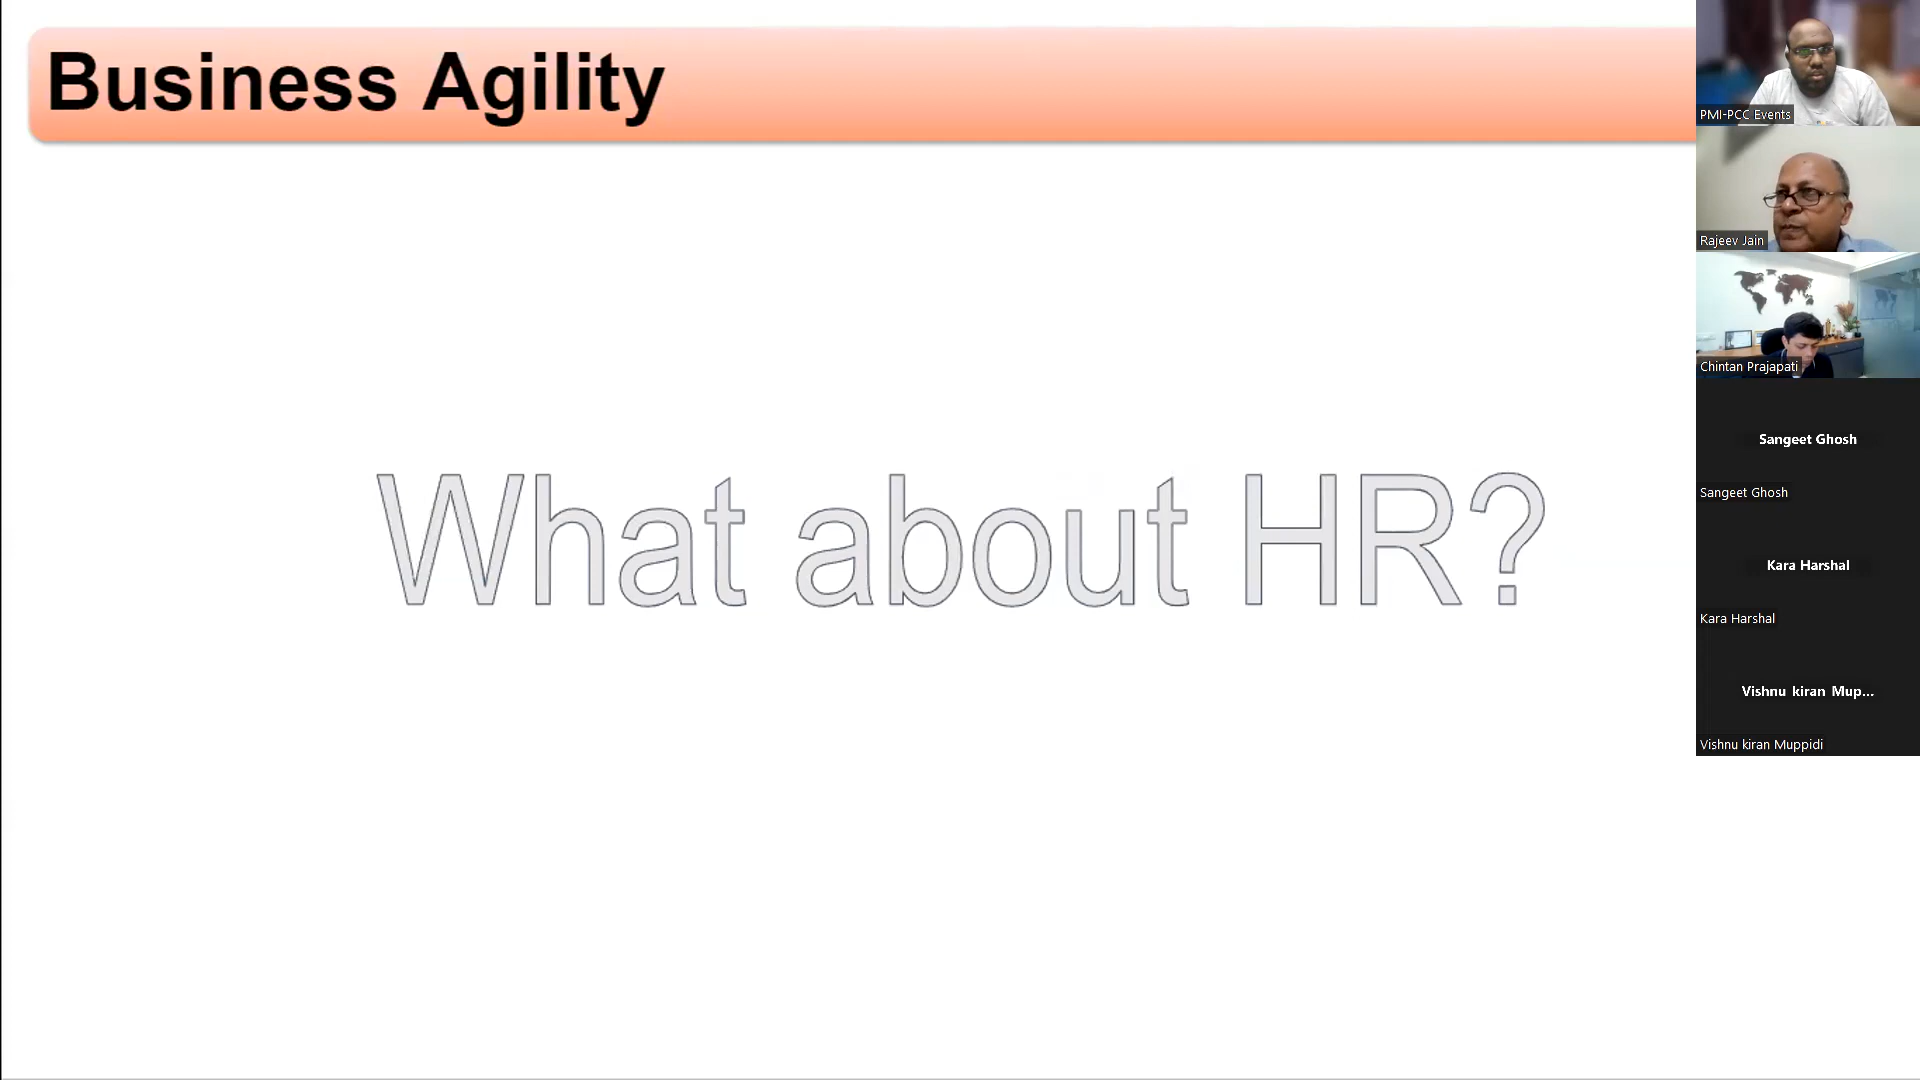 Business Agility
What about HR?
PMI-PCC Events
Rajeev Jain
Chintan Prajapati
Sangeet Ghosh
Sangeet Ghosh
Kara Harshal
Kara Harshal
Vishnu kiran Mup...
Vishnu kiran Muppidi